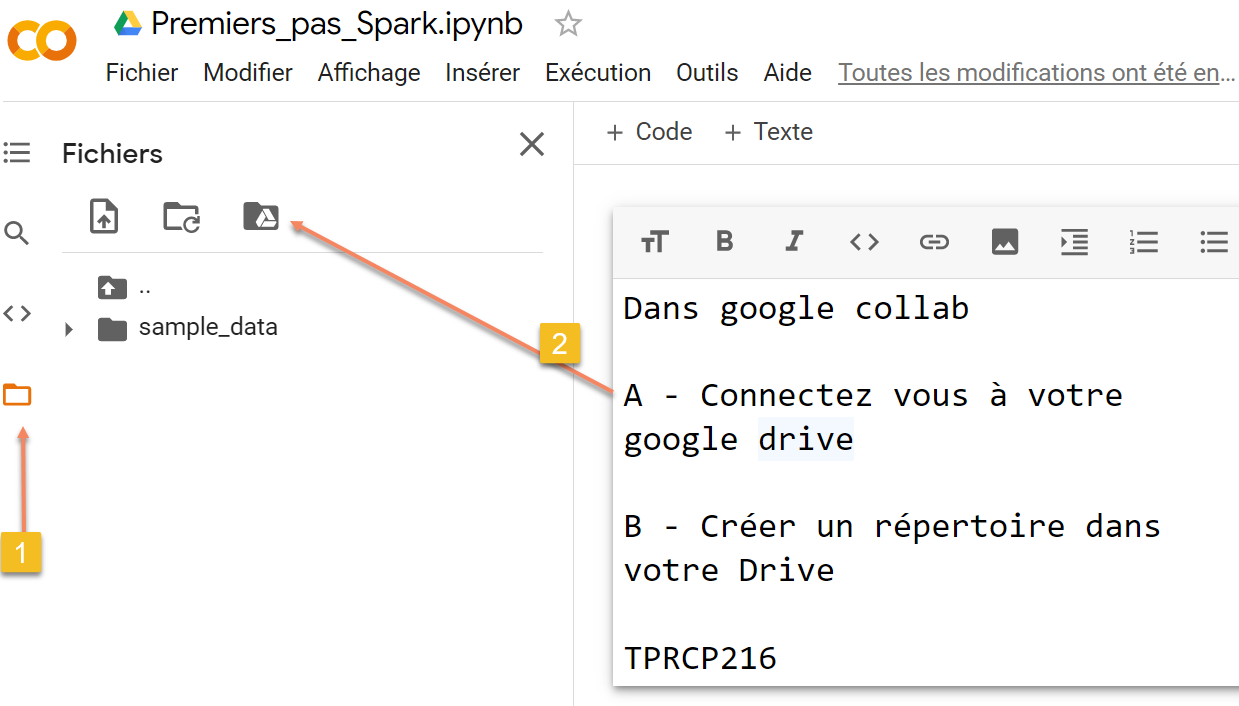 Premiers_pas_Spark.ipynb
Fichier Modifier Affichage Insérer Exécution Outils Aide Toutes les modifications ont été en...
Fichiers
+ Code + Texte
..
sample_data
1
2
Dans google collab
A - Connectez vous à votre
google drive
B - Créer un répertoire dans
votre Drive
TPRCP216